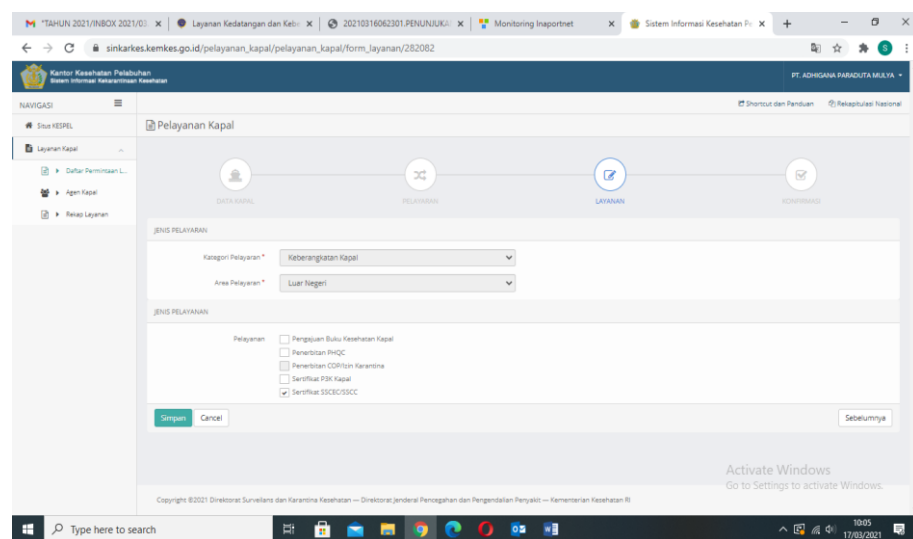 "TAHUN 2021/INBOX 2021/03.
Layanan Kedatangan dan Keb
20210316062301.PENUNJUKA
Monitoring Inaportnet
Sistem Informasi Kesehatan Pe
sinkarkes.kemkes.go.id/pelayanan_kapal/pelayanan_kapal/form_layanan/282082
S
Kantor Kesehatan Pelabuhan
Sistem Informasi Kekarantinaan Kesehatan
PT. ADHIGANA PARADUTA MULYA
NAVIGASI
Shortcut dan Panduan
Rekapitulasi Nasional
Situs KESPEL
Pelayanan Kapal
Layanan Kapal
Daftar Permintaan L...
Agen Kapal
Rekap Layanan
DATA KAPAL
PELAYARAN
LAYANAN
KONFIRMASI
JENIS PELAYARAN
Kategori Pelayaran *
Keberangkatan Kapal
Area Pelayaran *
Luar Negeri
JENIS PELAYANAN
Pelayanan
Pengajuan Buku Kesehatan Kapal
Penerbitan PHQC
Penerbitan COP/Izin Karantina
Sertifikat P3K Kapal
Sertifikat SSCEC/SSCC
Simpan
Cancel
Sebelumnya
Activate Windows
Go to Settings to activate Windows.
Copyright ©2021 Direktorat Surveilans dan Karantina Kesehatan — Direktorat Jenderal Pencegahan dan Pengendalian Penyakit — Kementerian Kesehatan RI
Type here to search
10:05
17/03/2021